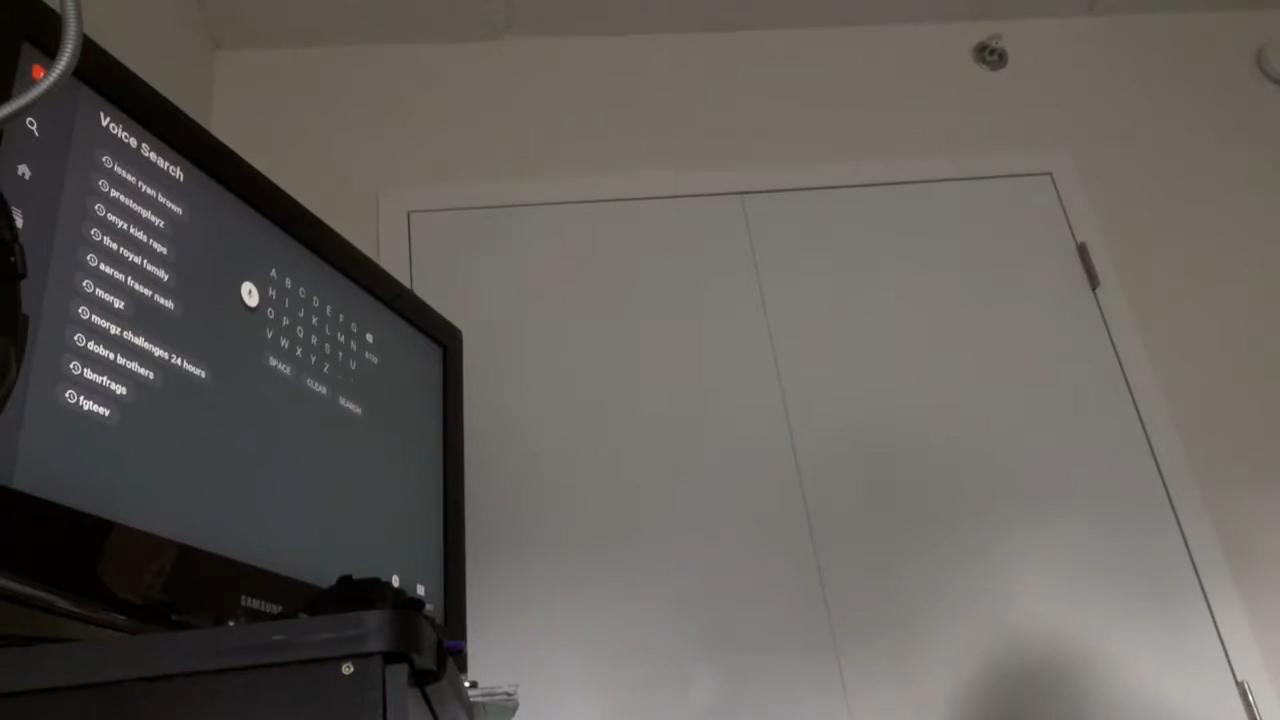 Voice Search
issac ryan brown
prestonplayz
onyx kids raps
the royal family
aaron fraser nash
morgz
morgz challenges 24 hours
dobre brothers
tbnrfrags
fgteev
A B C D E F G
H I J K L M N
O P Q R S T U
V W X Y Z - '
SPACE CLEAR SEARCH
SAMSUNG